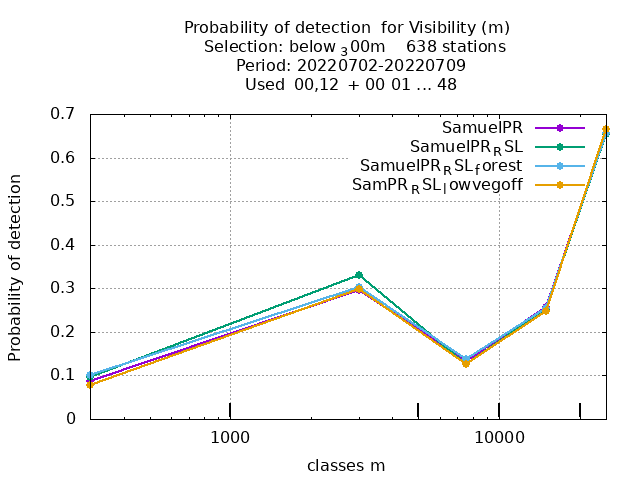 Probability of detection for Visibility (m)
Selection: below ₃00m 638 stations
Period: 20220702-20220709
Used 00,12 + 00 01 ... 48
0.7
0.6
0.5
0.4
0.3
0.2
0.1
0
Probability of detection
SamuelPR
SamuelPR_RSL
SamuelPR_RSL_forest
SamPR_RSL_lowvegoff
1000
10000
classes m